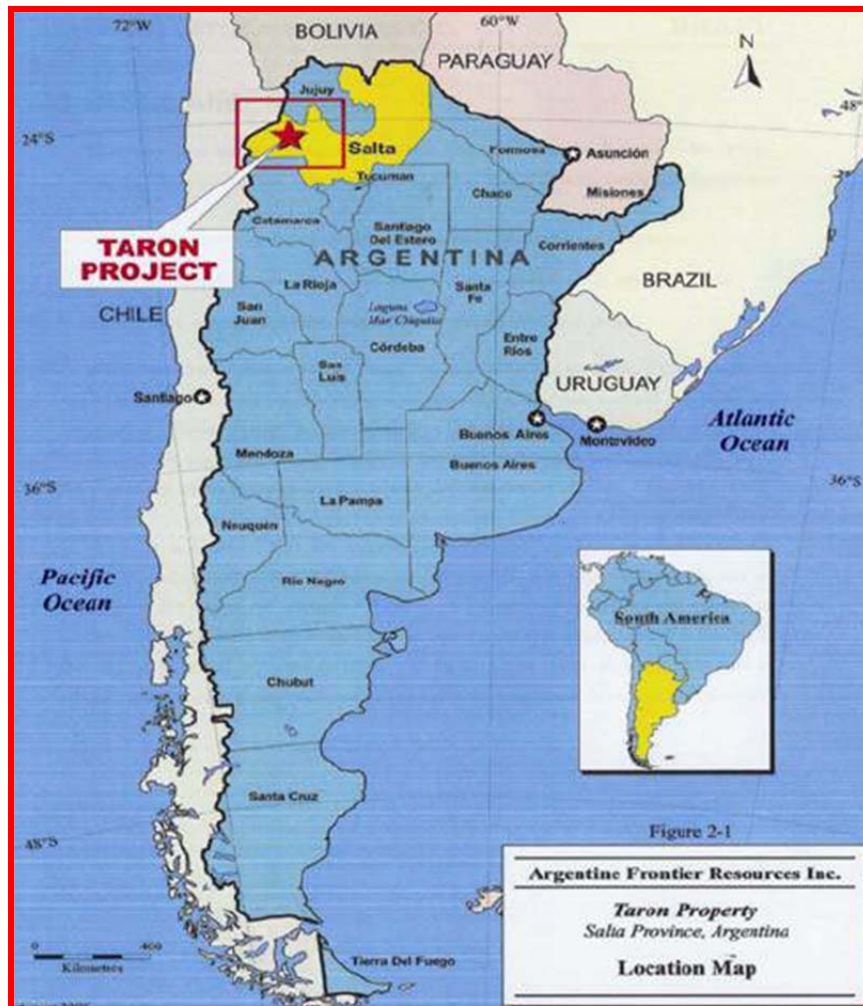 72°W
60°W
BOLIVIA
PARAGUAY
N
Jujuy
48°
24°S
Salta
Formosa
Asunción
Tucuman
Chaco
Misiones
Catamarca
Santiago
Del Estero
TARON
PROJECT
ARGENTINA
Corrientes
La Rioja
Santa
Fe
BRAZIL
CHILE
San
Juan
Laguna
Mar Chiquita
Córdeba
Entre
Rios
San
Luis
URUGUAY
Santiago
Atlantic
Ocean
Buenos Aires
Montevideo
Mendoza
Buenos Aires
36°S
36°S
La Pampa
Neuquén
Pacific
Ocean
Rio Negro
South America
Chubut
Santa Cruz
48°S
Figure 2-1
Argentine Frontier Resources Inc.
Taron Property
Salta Province, Argentina
Location Map
0
400
Kilometres
Tierra Del Fuego